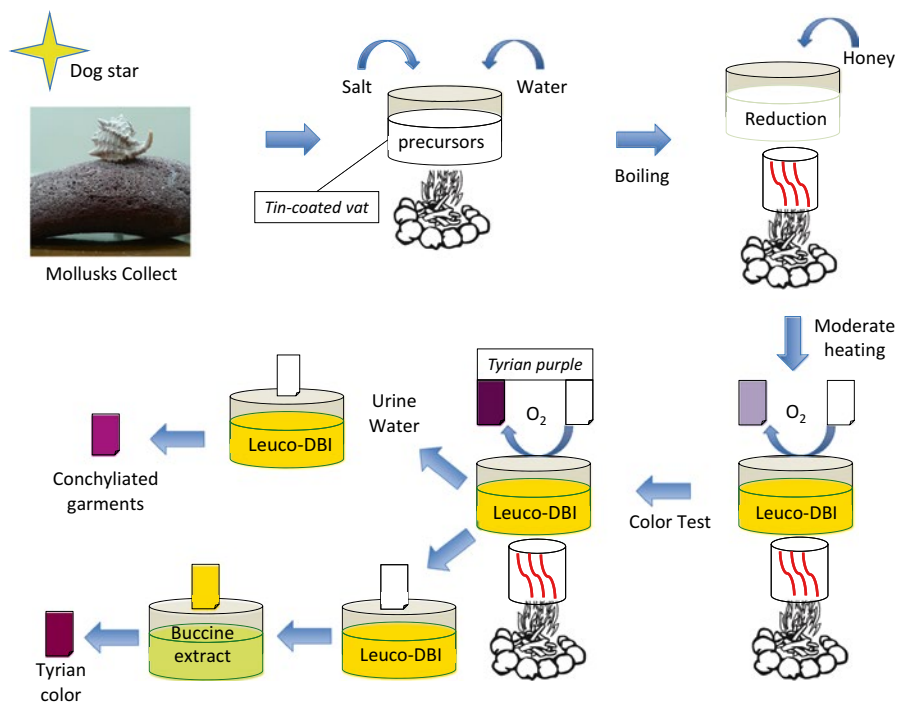 Dog star
Mollusks Collect
Salt
Water
precursors
Tin-coated vat
Boiling
Honey
Reduction
Moderate
heating
O₂
Leuco-DBI
Color Test
Tyrian purple
O₂
Leuco-DBI
Urine
Water
Leuco-DBI
Conchyliated
garments
Leuco-DBI
Buccine
extract
Tyrian
color